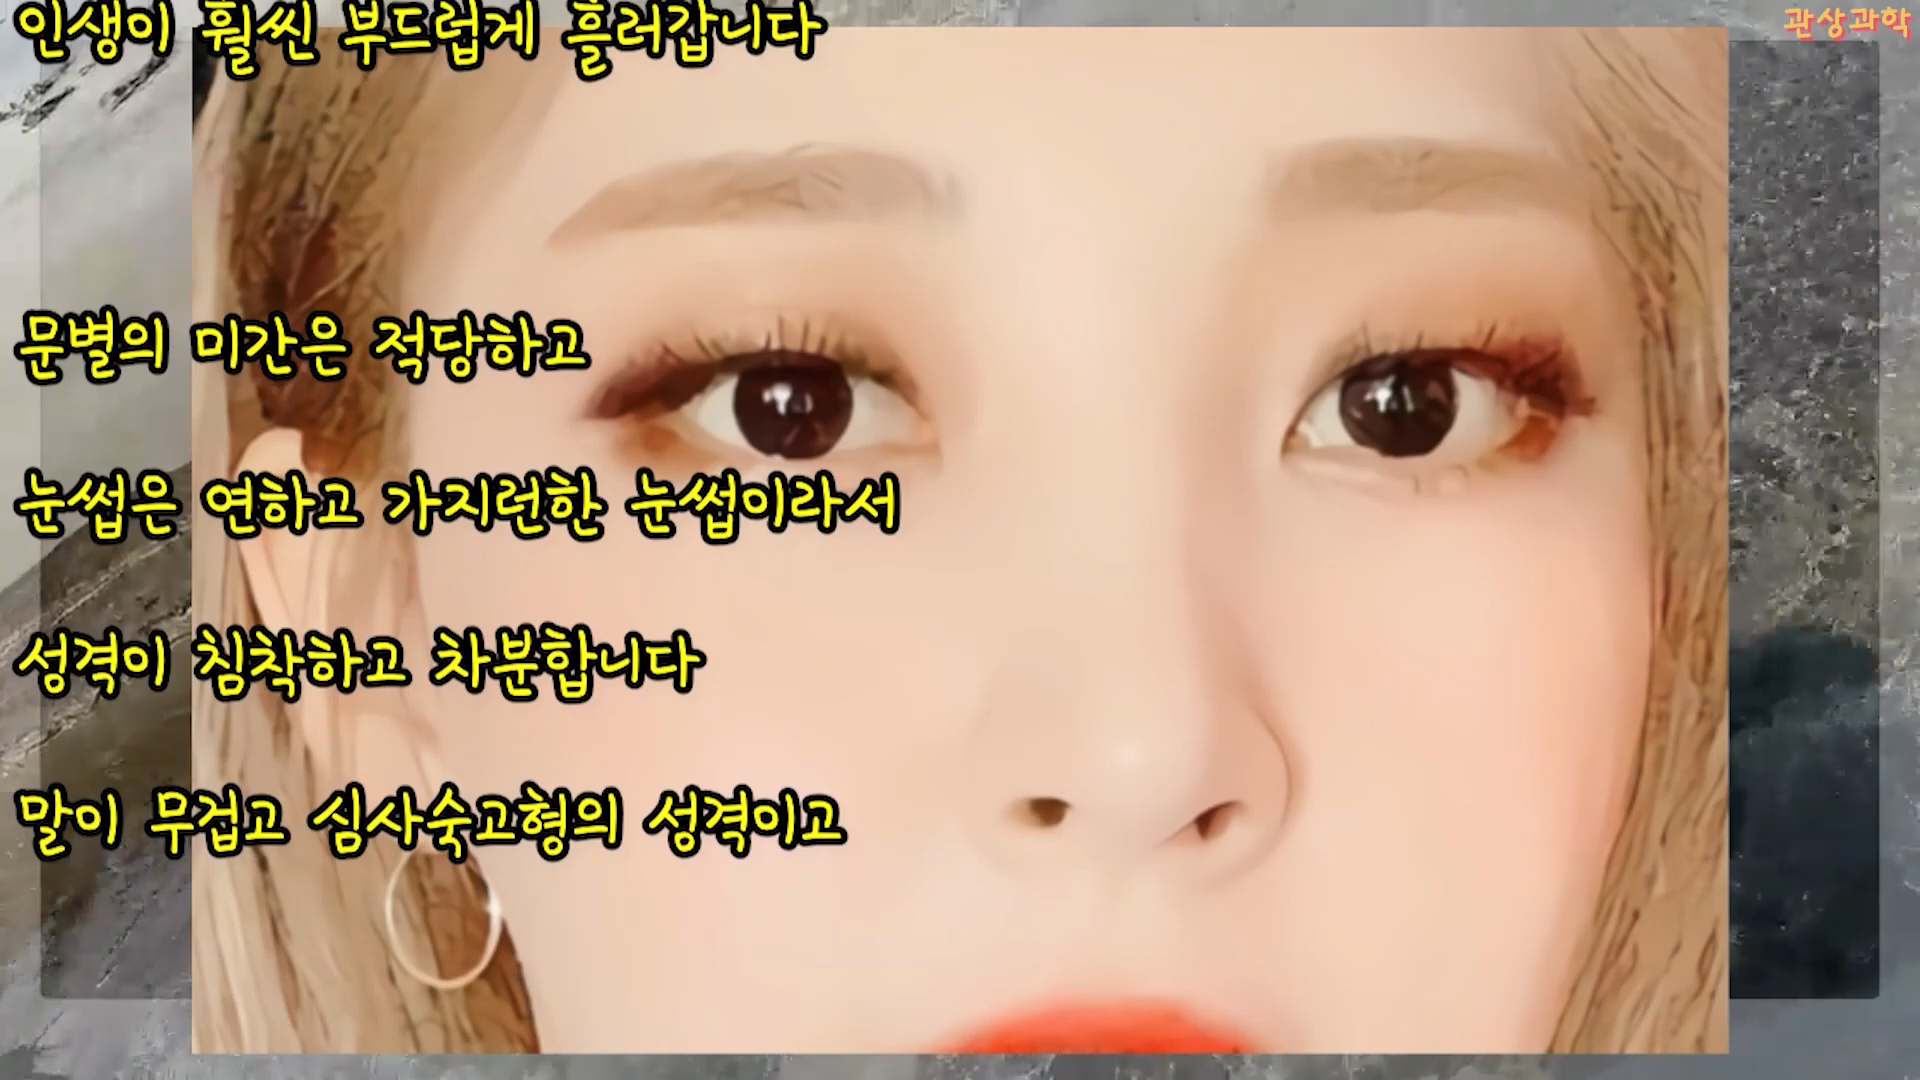 인생이 훨씬 부드럽게 흘러갑니다
관상과학
문별의 미간은 적당하고
눈썹은 연하고 가지런한 눈썹이라서
성격이 침착하고 차분합니다
말이 무겁고 심사숙고형의 성격이고